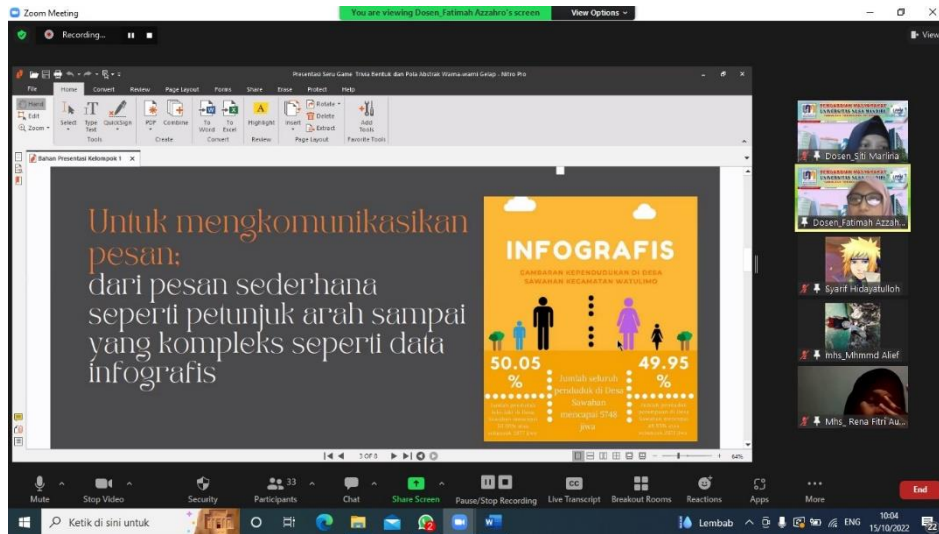 Zoom Meeting
You are viewing Dosen_Fatimah Azzahro's screen
View Options
Recording...
View
Presentasi Seru Game Trivia Bentuk dan Pola Abstrak Warna-warni Gelap - Nitro Pro
File Home Convert Review Page Layout Forms Share Erase Protect Help
Hand
Edit
Zoom
Select
Type Text
QuickSign
PDF
Combine
To Word
To Excel
Highlight
Insert
Rotate
Delete
Extract
Add Tools
Tools Create Convert Review Page Layout Favorite Tools
Bahan Presentasi Kelompok 1
Untuk mengkomunikasikan
pesan;
dari pesan sederhana
seperti petunjuk arah sampai
yang kompleks seperti data
infografis
INFOGRAFIS
GAMBARAN KEPENDUDUKAN DI DESA
SAWAHAN KECAMATAN WATULIMO
50.05
%
Jumlah seluruh
penduduk di Desa
Sawahan
mencapai 5748
jiwa
49.95
%
3 OF 8
64%
Dosen_Siti Marlina
Dosen_Fatimah Azzah...
Syarif Hidayatulloh
mhs_Mhmmd Alief
Mhs_ Rena Fitri Au...
Mute
Stop Video
Security
33
Participants
Chat
Share Screen
Pause/Stop Recording
CC
Live Transcript
Breakout Rooms
Reactions
Apps
More
End
Ketik di sini untuk
Lembab
ENG
10:04
15/10/2022
22